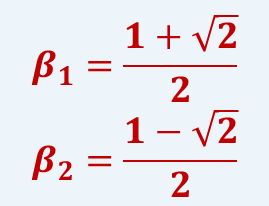 β₁ = (1 + √2) / 2
β₂ = (1 − √2) / 2